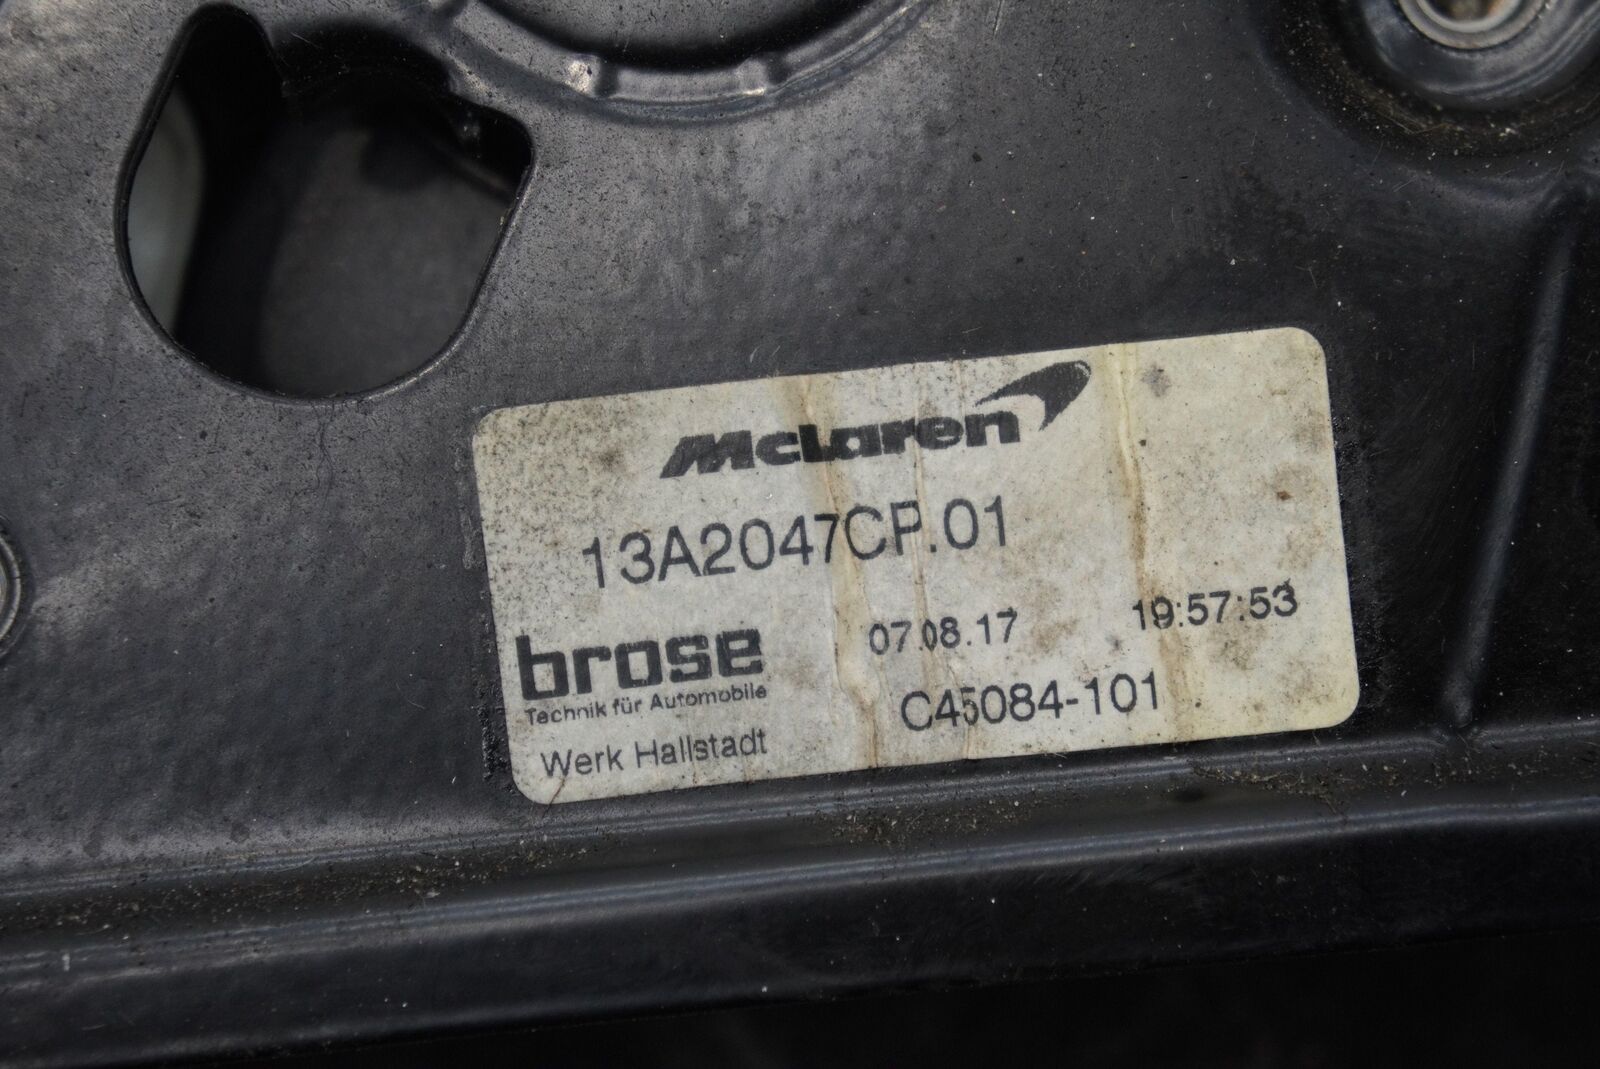 McLaren
13A2047CP.01
07.08.17 19:57:53
brose
Technik für Automobile
C45084-101
Werk Hallstadt